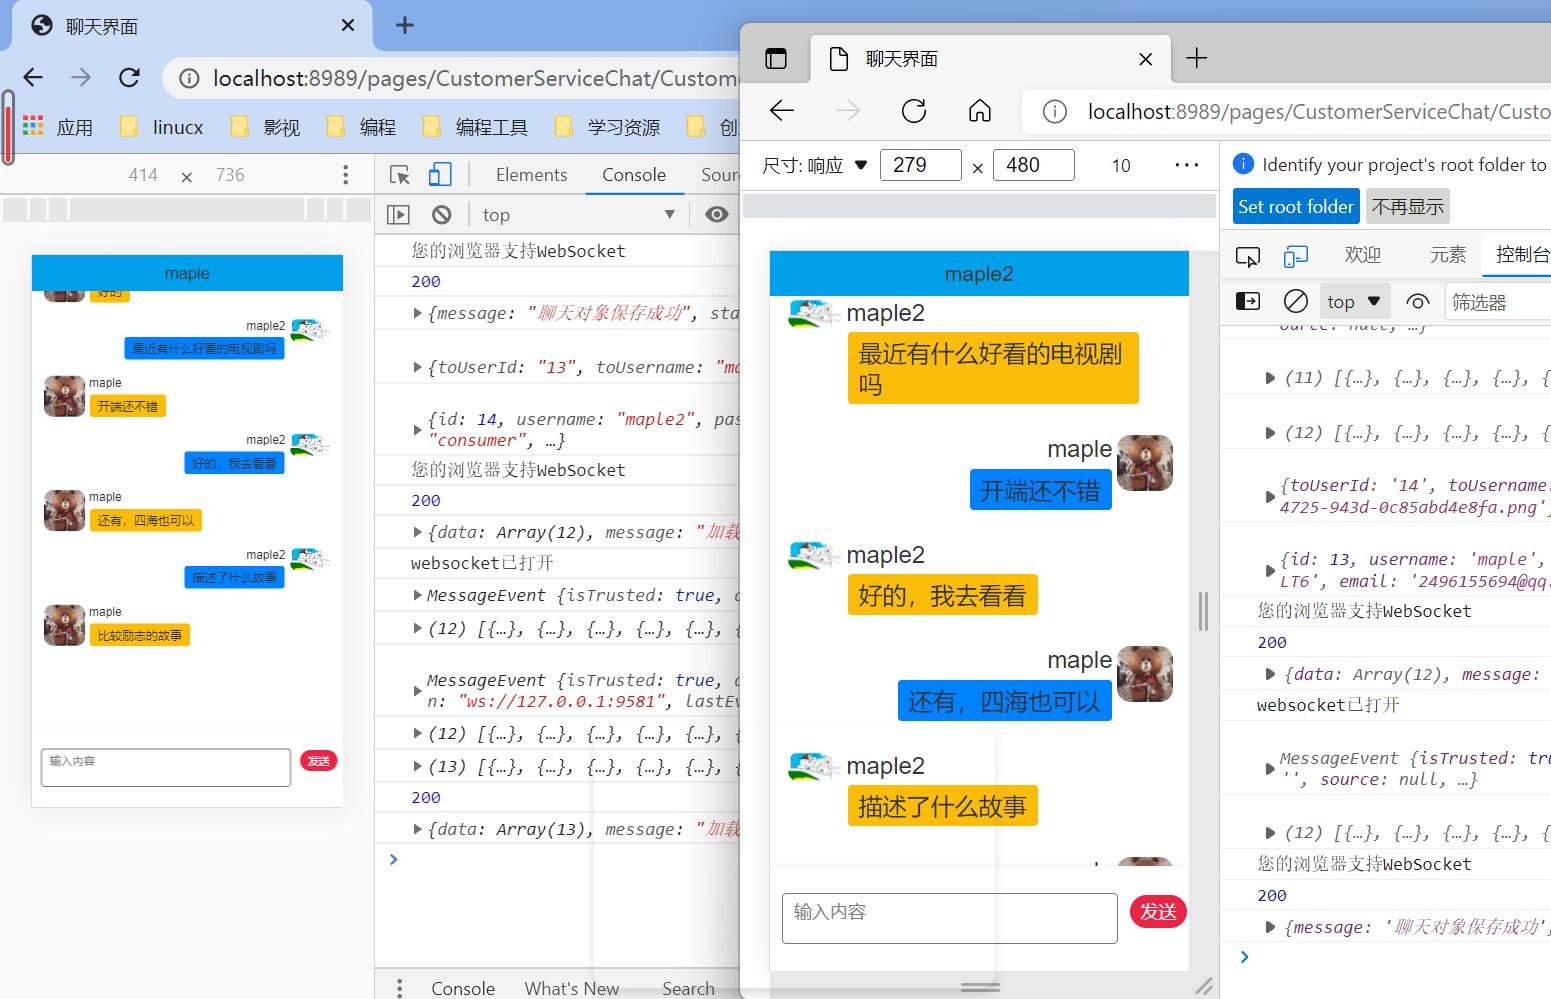 聊天界面
localhost:8989/pages/CustomerServiceChat/Custom
应用
linucx
影视
编程
编程工具
学习资源
创
414 × 736
Elements
Console
Sour
top
maple
好的
maple2
最近有什么好看的电视剧吗
maple
开端还不错
maple2
好的，我去看看
maple
还有，四海也可以
maple2
描述了什么故事
maple
比较励志的故事
输入内容
发送
您的浏览器支持WebSocket
200
{message: "聊天对象保存成功", sta
{toUserId: "13", toUsername: "ma
{id: 14, username: "maple2", pas
"consumer", …}
您的浏览器支持WebSocket
200
{data: Array(12), message: "加载
websocket已打开
MessageEvent {isTrusted: true, d
(12) [{…}, {…}, {…}, {…}, {…}, {
MessageEvent {isTrusted: true, d
n: "ws://127.0.0.1:9581", lastEv
(12) [{…}, {…}, {…}, {…}, {…}, {
(13) [{…}, {…}, {…}, {…}, {…}, {
200
{data: Array(13), message: "加载
Console
What's New
Search
聊天界面
localhost:8989/pages/CustomerServiceChat/Custo
尺寸: 响应
279 × 480
10
maple2
maple2
最近有什么好看的电视剧
吗
maple
开端还不错
maple2
好的，我去看看
maple
还有，四海也可以
maple2
描述了什么故事
输入内容
发送
Identify your project's root folder to
Set root folder
不再显示
欢迎
元素
控制台
top
筛选器
ource: null, …}
(11) [{…}, {…}, {…}, {…}, {
(12) [{…}, {…}, {…}, {…}, {
{toUserId: '14', toUsername:
4725-943d-0c85abd4e8fa.png'}
{id: 13, username: 'maple',
LT6', email: '2496155694@qq.
您的浏览器支持WebSocket
200
{data: Array(12), message:
websocket已打开
MessageEvent {isTrusted: tru
'', source: null, …}
(12) [{…}, {…}, {…}, {…}, {
您的浏览器支持WebSocket
200
{message: '聊天对象保存成功',